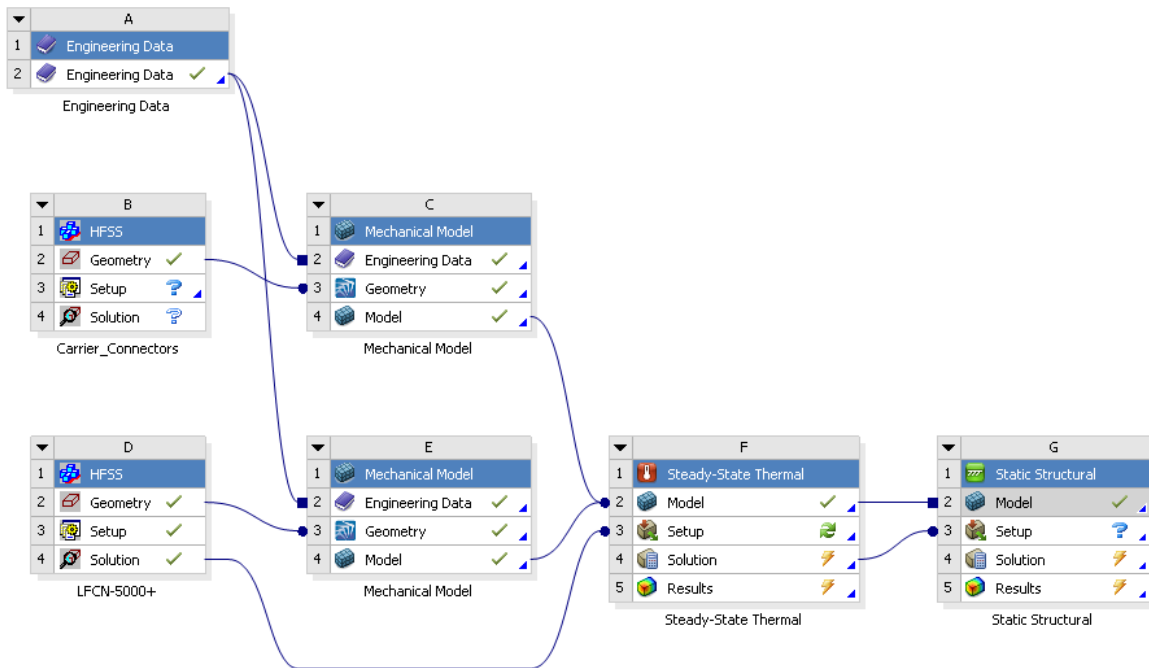 A
1 Engineering Data
2 Engineering Data
Engineering Data
B
1 HFSS
2 Geometry
3 Setup
4 Solution
Carrier_Connectors
C
1 Mechanical Model
2 Engineering Data
3 Geometry
4 Model
Mechanical Model
D
1 HFSS
2 Geometry
3 Setup
4 Solution
LFCN-5000+
E
1 Mechanical Model
2 Engineering Data
3 Geometry
4 Model
Mechanical Model
F
1 Steady-State Thermal
2 Model
3 Setup
4 Solution
5 Results
Steady-State Thermal
G
1 Static Structural
2 Model
3 Setup
4 Solution
5 Results
Static Structural